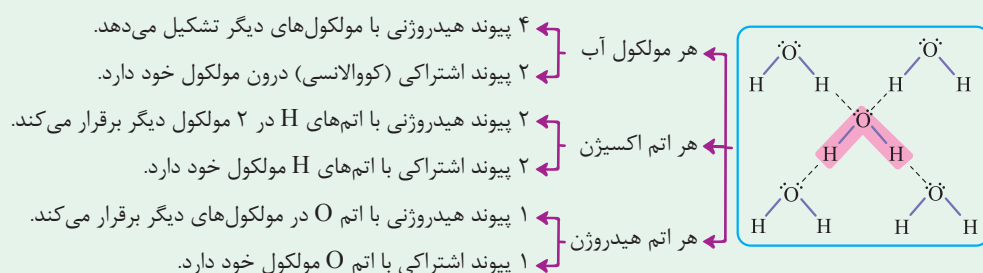 هر مولکول آب
۴ پیوند هیدروژنی با مولکول‌های دیگر تشکیل می‌دهد.
۲ پیوند اشتراکی (کووالانسی) درون مولکول خود دارد.
هر اتم اکسیژن
۲ پیوند هیدروژنی با اتم‌های H در ۲ مولکول دیگر برقرار می‌کند.
۲ پیوند اشتراکی با اتم‌های H مولکول خود دارد.
هر اتم هیدروژن
۱ پیوند هیدروژنی با اتم O در مولکول‌های دیگر برقرار می‌کند.
۱ پیوند اشتراکی با اتم O مولکول خود دارد.
O O
H H H H
O
H H
O O
H H H H